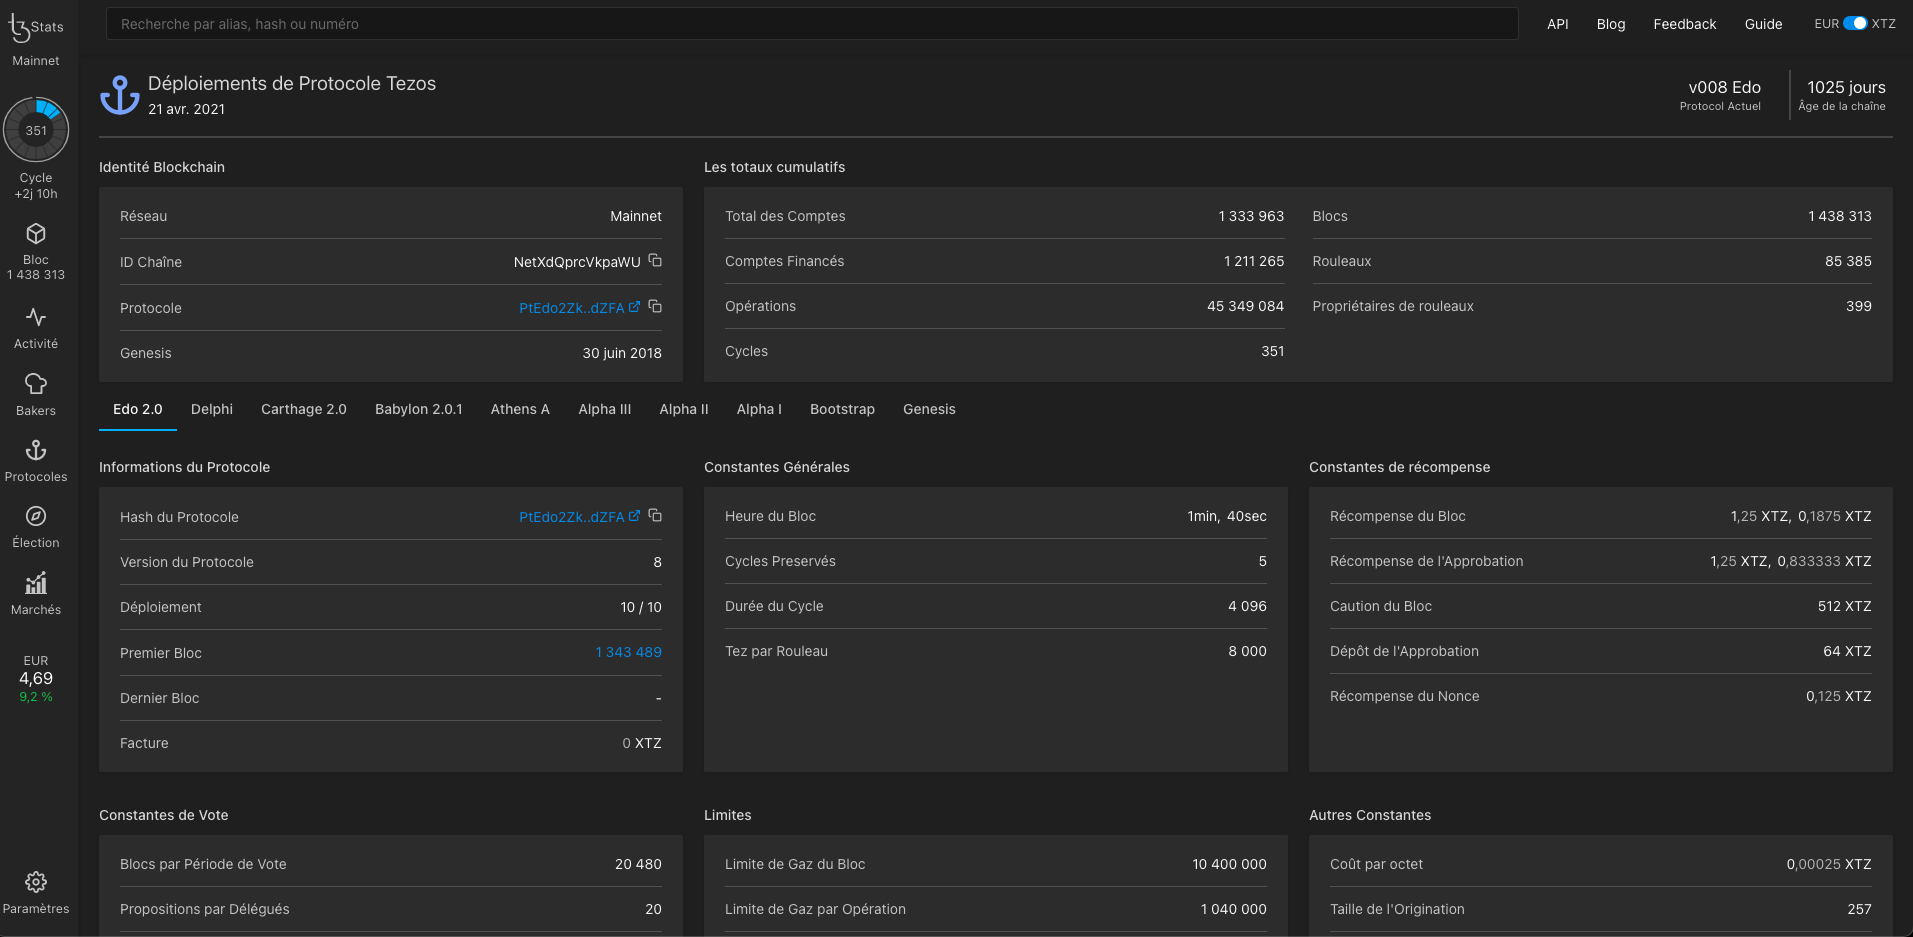 tz Stats
Mainnet
351
Cycle
+2j 10h
Bloc
1 438 313
Activité
Bakers
Protocoles
Élection
Marchés
EUR
4,69
9,2 %
Paramètres
Recherche par alias, hash ou numéro
API Blog Feedback Guide EUR XTZ
Déploiements de Protocole Tezos
21 avr. 2021
v008 Edo
Protocol Actuel
1025 jours
Âge de la chaîne
Identité Blockchain
Réseau Mainnet
ID Chaîne NetXdQprcVkpaWU
Protocole PtEdo2Zk..dZFA
Genesis 30 juin 2018
Les totaux cumulatifs
Total des Comptes 1 333 963
Comptes Financés 1 211 265
Opérations 45 349 084
Cycles 351
Blocs 1 438 313
Rouleaux 85 385
Propriétaires de rouleaux 399
Edo 2.0 Delphi Carthage 2.0 Babylon 2.0.1 Athens A Alpha III Alpha II Alpha I Bootstrap Genesis
Informations du Protocole
Hash du Protocole PtEdo2Zk..dZFA
Version du Protocole 8
Déploiement 10 / 10
Premier Bloc 1 343 489
Dernier Bloc -
Facture 0 XTZ
Constantes Générales
Heure du Bloc 1min, 40sec
Cycles Preservés 5
Durée du Cycle 4 096
Tez par Rouleau 8 000
Constantes de récompense
Récompense du Bloc 1,25 XTZ, 0,1875 XTZ
Récompense de l'Approbation 1,25 XTZ, 0,833333 XTZ
Caution du Bloc 512 XTZ
Dépôt de l'Approbation 64 XTZ
Récompense du Nonce 0,125 XTZ
Constantes de Vote
Blocs par Période de Vote 20 480
Propositions par Délégués 20
Limites
Limite de Gaz du Bloc 10 400 000
Limite de Gaz par Opération 1 040 000
Autres Constantes
Coût par octet 0,00025 XTZ
Taille de l'Origination 257